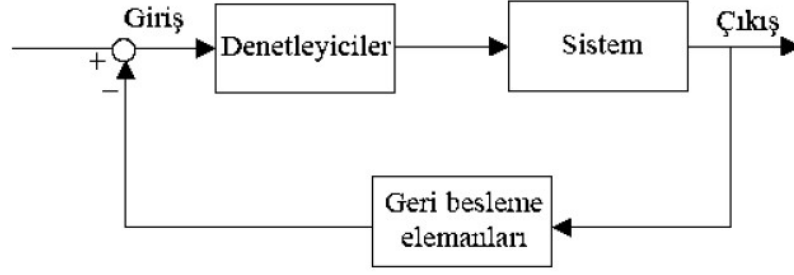 Giriş
Çıkış
+
Denetleyiciler
Sistem
−
Geri besleme
elemanları